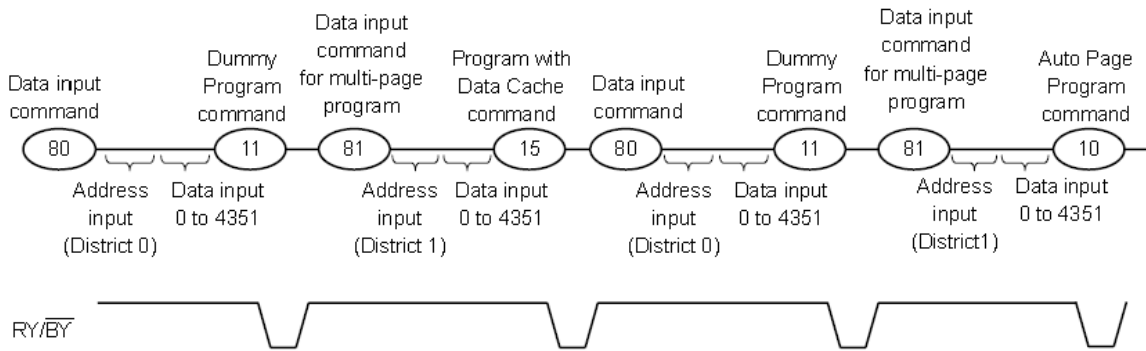 Data input
command
Dummy
Program
command
Data input
command
for multi-page
program
Program with
Data Cache
command
Data input
command
Dummy
Program
command
Data input
command
for multi-page
program
Auto Page
Program
command
80
11
81
15
80
11
81
10
Address
input
(District 0)
Data input
0 to 4351
Address
input
(District 1)
Data input
0 to 4351
Address
input
(District 0)
Data input
0 to 4351
Address
input
(District1)
Data input
0 to 4351
RY/BY